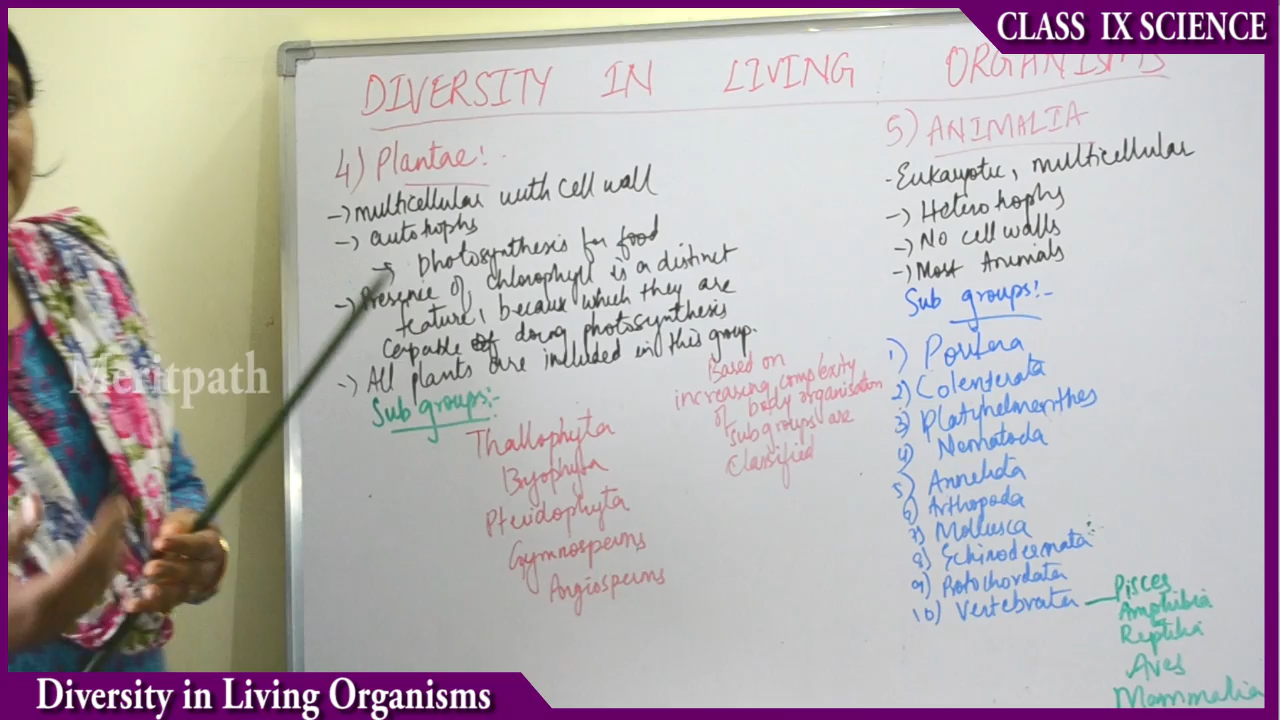 CLASS IX SCIENCE
DIVERSITY IN LIVING ORGANISMS
4) Plantae:-
-> multicellular with cell wall
-> autotrophs
-> photosynthesis for food
-> Presence of chlorophyll is a distinct
feature, because which they are
capable of doing photosynthesis
-> All plants are included in this group.
Sub groups:-
Thallophyta
Bryophyta
Pteridophyta
Gymnosperms
Angiosperms
Based on
increasing complexity
of body organisation
subgroups are
Classified
5) ANIMALIA
- Eukaryotic, multicellular
-> Heterotrophs
-> No cell walls
-> Most Animals
Sub groups:-
1) Porifera
2) Colenterata
3) Platyhelmenthes
4) Nematoda
5) Annelida
6) Arthopoda
7) Mollusca
8) Echinodermata
9) Protochordata
10) Vertebrata
Pisces
Amphibia
Reptilia
Aves
Mammalia
Meritpath
Diversity in Living Organisms